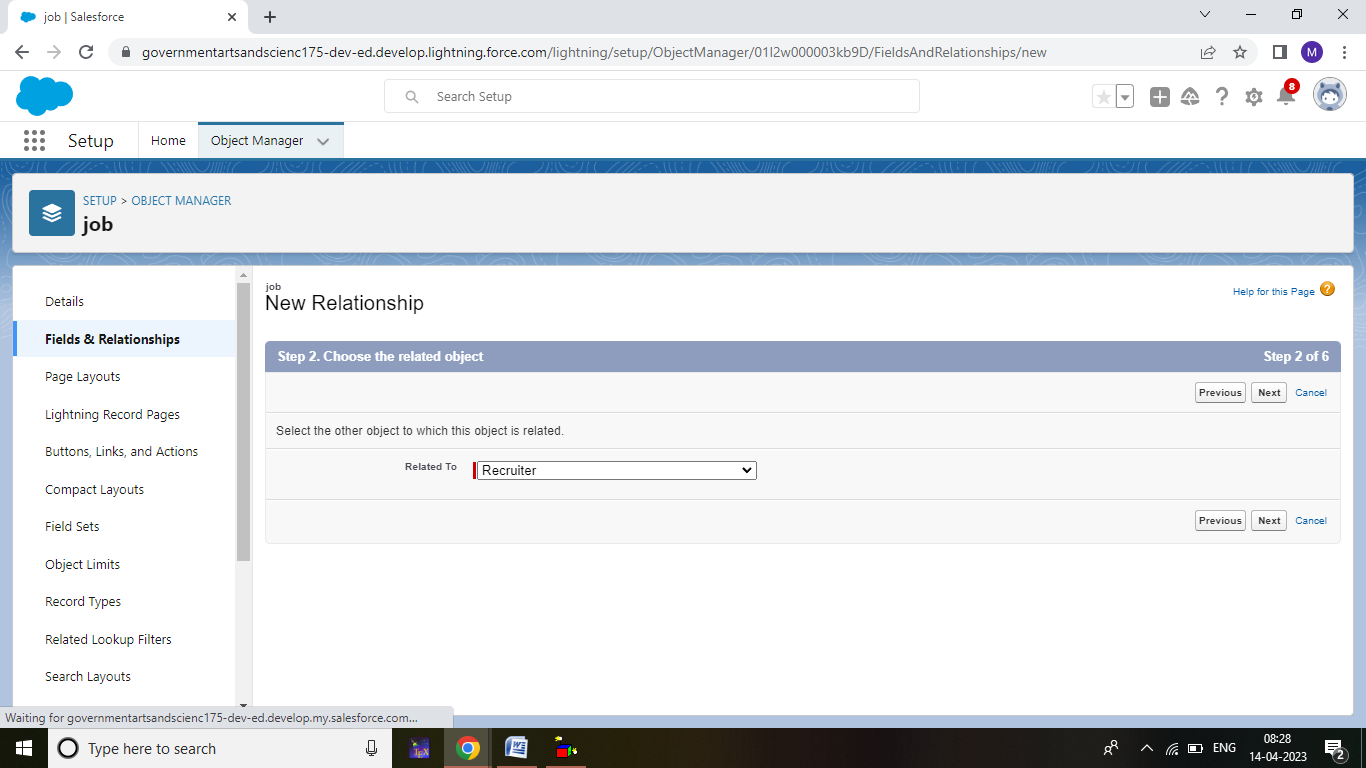 job | Salesforce
governmentartsandscienc175-dev-ed.develop.lightning.force.com/lightning/setup/ObjectManager/01I2w000003kb9D/FieldsAndRelationships/new
M
Search Setup
8
Setup
Home
Object Manager
SETUP > OBJECT MANAGER
job
Details
Fields & Relationships
Page Layouts
Lightning Record Pages
Buttons, Links, and Actions
Compact Layouts
Field Sets
Object Limits
Record Types
Related Lookup Filters
Search Layouts
job
New Relationship
Help for this Page
Step 2. Choose the related object
Step 2 of 6
Previous
Next
Cancel
Select the other object to which this object is related.
Related To
Recruiter
Previous
Next
Cancel
Waiting for governmentartsandscienc175-dev-ed.develop.my.salesforce.com...
Type here to search
ENG
08:28
14-04-2023
2